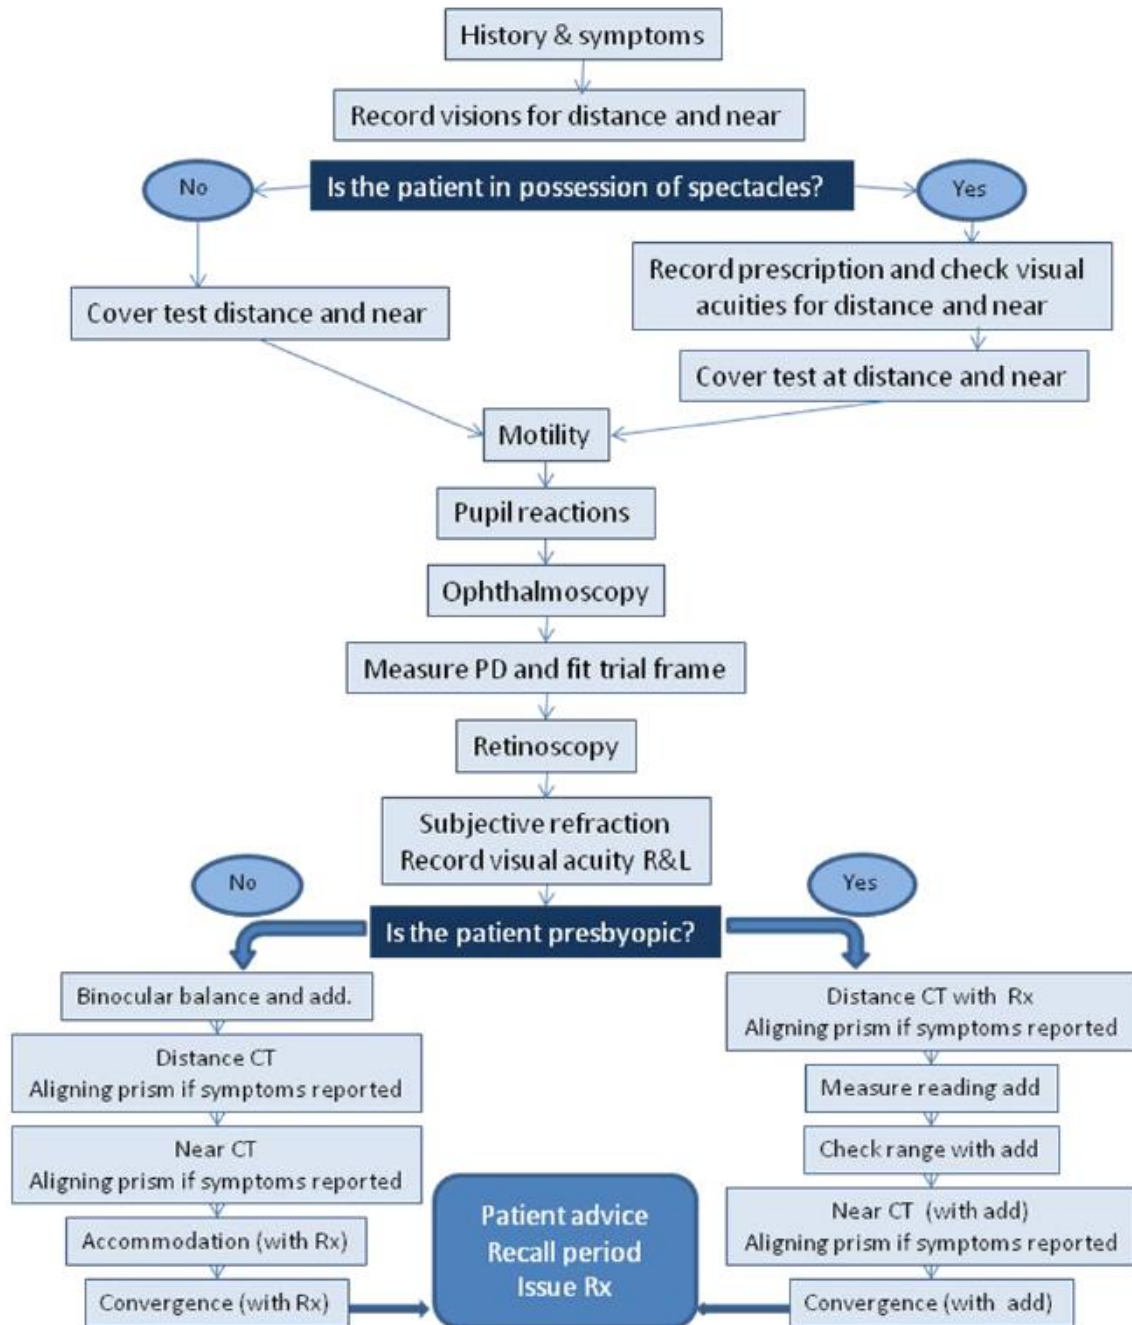 History & symptoms
Record visions for distance and near
No
Is the patient in possession of spectacles?
Yes
Record prescription and check visual
acuities for distance and near
Cover test distance and near
Cover test at distance and near
Motility
Pupil reactions
Ophthalmoscopy
Measure PD and fit trial frame
Retinoscopy
Subjective refraction
Record visual acuity R&L
No
Yes
Is the patient presbyopic?
Binocular balance and add.
Distance CT
Aligning prism if symptoms reported
Near CT
Aligning prism if symptoms reported
Accommodation (with Rx)
Convergence (with Rx)
Distance CT with Rx
Aligning prism if symptoms reported
Measure reading add
Check range with add
Near CT (with add)
Aligning prism if symptoms reported
Convergence (with add)
Patient advice
Recall period
Issue Rx